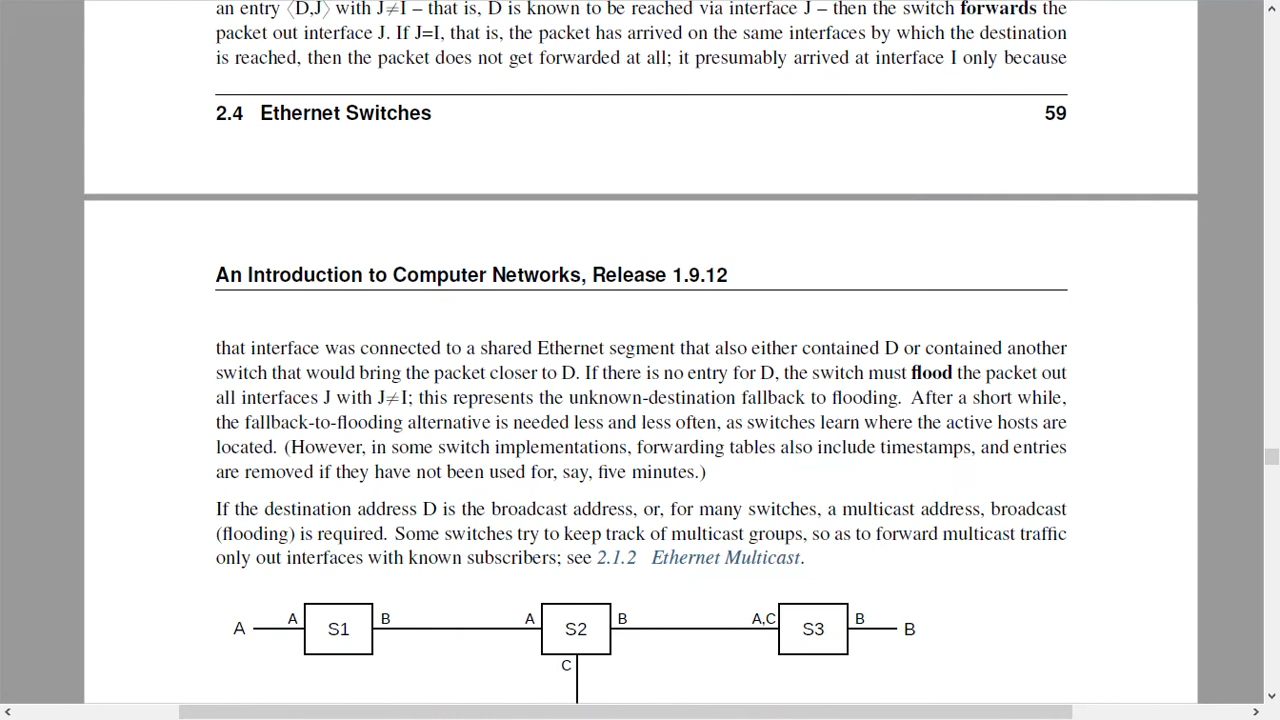 an entry ⟨D,J⟩ with J≠I – that is, D is known to be reached via interface J – then the switch forwards the
packet out interface J. If J=I, that is, the packet has arrived on the same interfaces by which the destination
is reached, then the packet does not get forwarded at all; it presumably arrived at interface I only because
2.4 Ethernet Switches 59
An Introduction to Computer Networks, Release 1.9.12
that interface was connected to a shared Ethernet segment that also either contained D or contained another
switch that would bring the packet closer to D. If there is no entry for D, the switch must flood the packet out
all interfaces J with J≠I; this represents the unknown-destination fallback to flooding. After a short while,
the fallback-to-flooding alternative is needed less and less often, as switches learn where the active hosts are
located. (However, in some switch implementations, forwarding tables also include timestamps, and entries
are removed if they have not been used for, say, five minutes.)
If the destination address D is the broadcast address, or, for many switches, a multicast address, broadcast
(flooding) is required. Some switches try to keep track of multicast groups, so as to forward multicast traffic
only out interfaces with known subscribers; see 2.1.2 Ethernet Multicast.
A A S1 B A S2 B A,C S3 B B
C